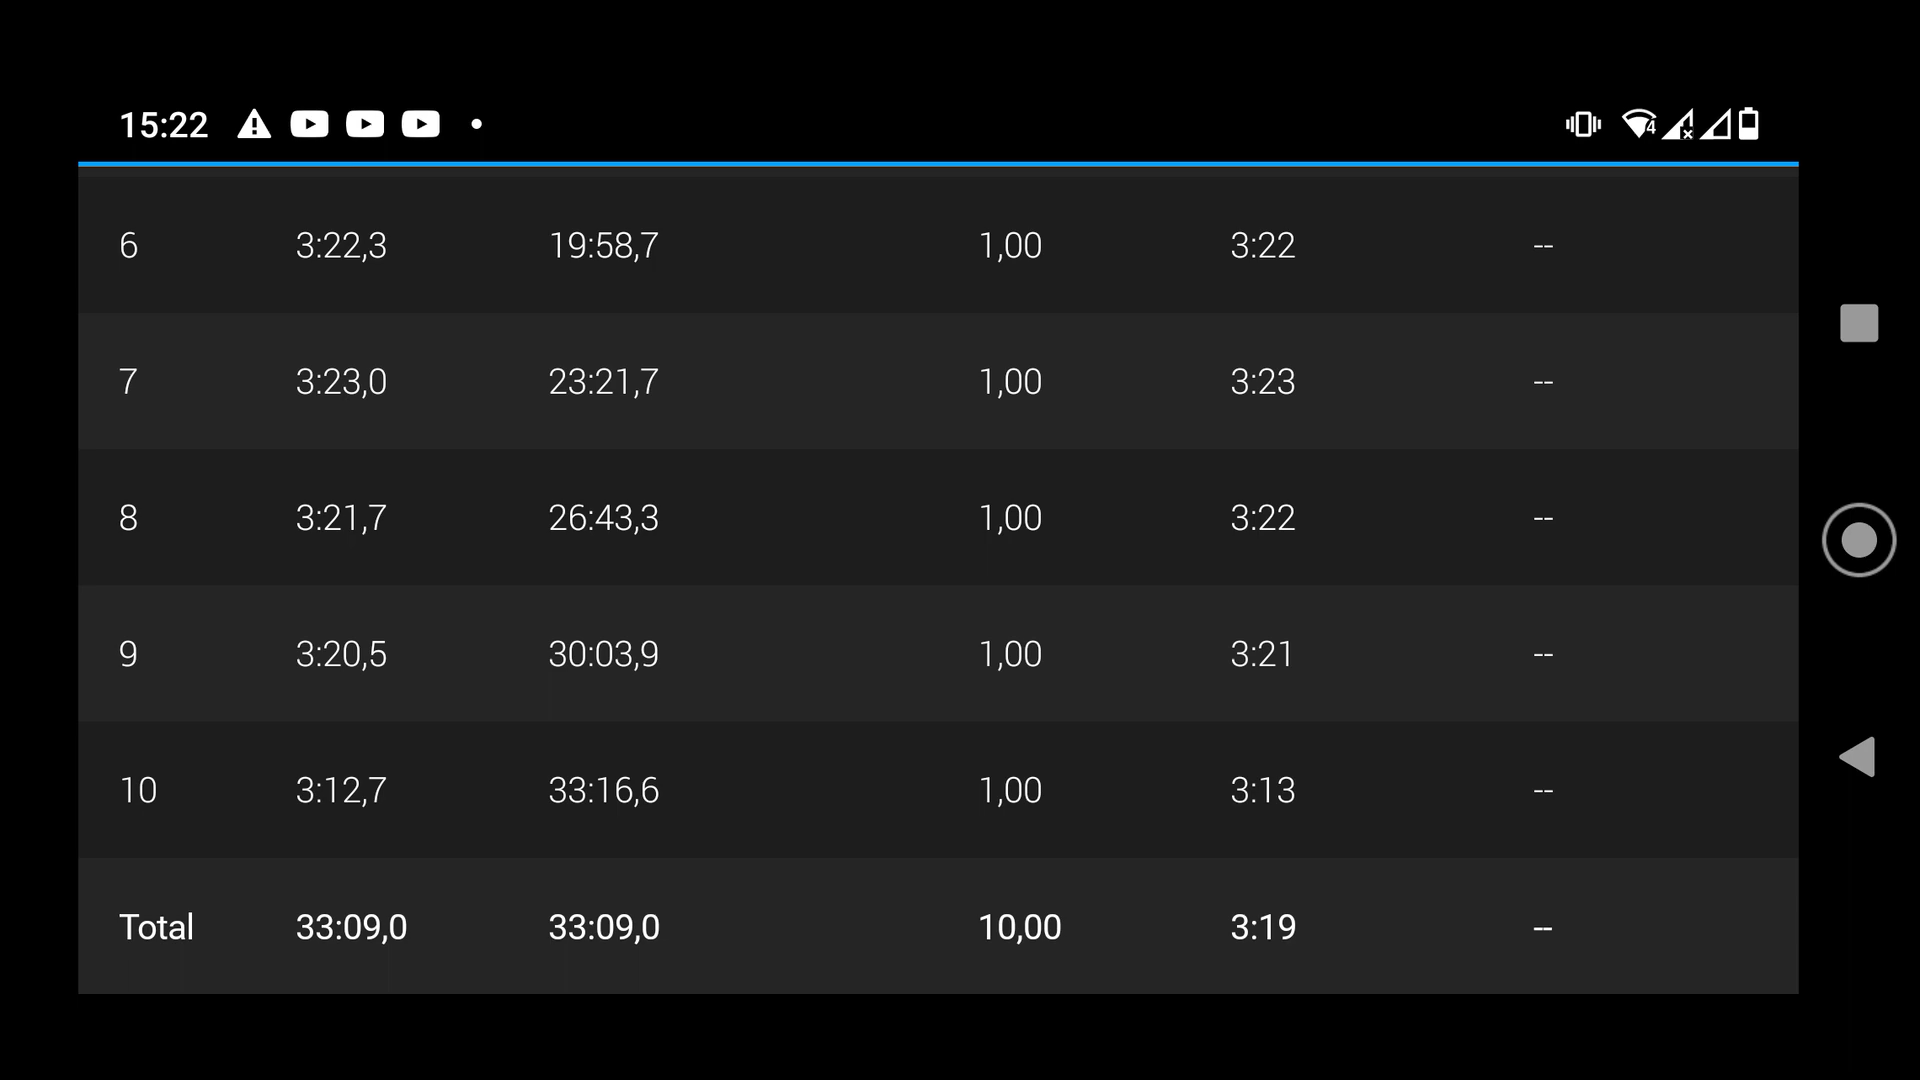 15:22
6 3:22,3 19:58,7 1,00 3:22 --
7 3:23,0 23:21,7 1,00 3:23 --
8 3:21,7 26:43,3 1,00 3:22 --
9 3:20,5 30:03,9 1,00 3:21 --
10 3:12,7 33:16,6 1,00 3:13 --
Total 33:09,0 33:09,0 10,00 3:19 --